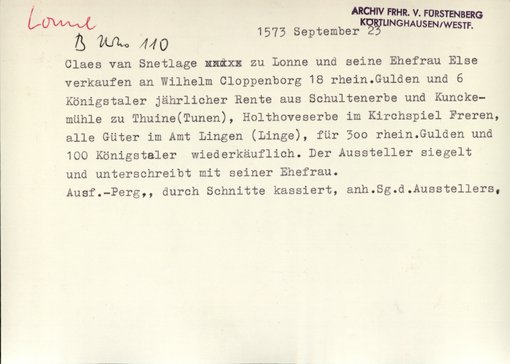 Lonne
B Uko 110
ARCHIV FRHR. V. FÜRSTENBERG
KÖRTLINGHAUSEN/WESTF.
1573 September 23
Claes van Snetlage xxdxx zu Lonne und seine Ehefrau Else
verkaufen an Wilhelm Cloppenborg 18 rhein.Gulden und 6
Königstaler jährlicher Rente aus Schultenerbe und Kuncke-
mühle zu Thuine(Tunen), Holthoveserbe im Kirchspiel Freren,
alle Güter im Amt Lingen (Linge), für 3oo rhein.Gulden und
100 Königstaler wiederkäuflich. Der Aussteller siegelt
und unterschreibt mit seiner Ehefrau.
Ausf.-Perg,, durch Schnitte kassiert, anh.Sg.d.Ausstellers.